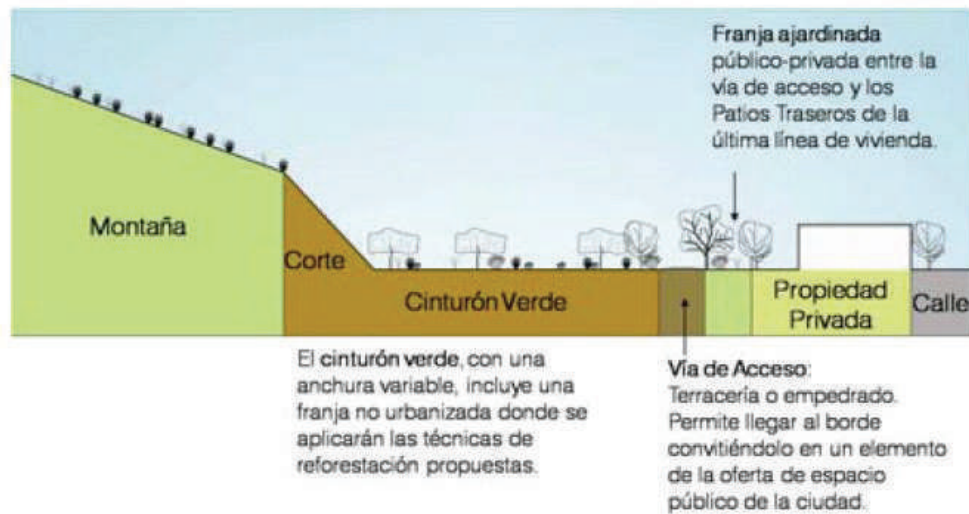 Franja ajardinada
público-privada entre la
vía de acceso y los
Patios Traseros de la
última línea de vivienda.
Montaña
Corte
Cinturón Verde
Propiedad
Privada
Calle
El cinturón verde, con una
anchura variable, incluye una
franja no urbanizada donde se
aplicarán las técnicas de
reforestación propuestas.
Vía de Acceso:
Terracería o empedrado.
Permite llegar al borde
convitiéndolo en un elemento
de la oferta de espacio
público de la ciudad.